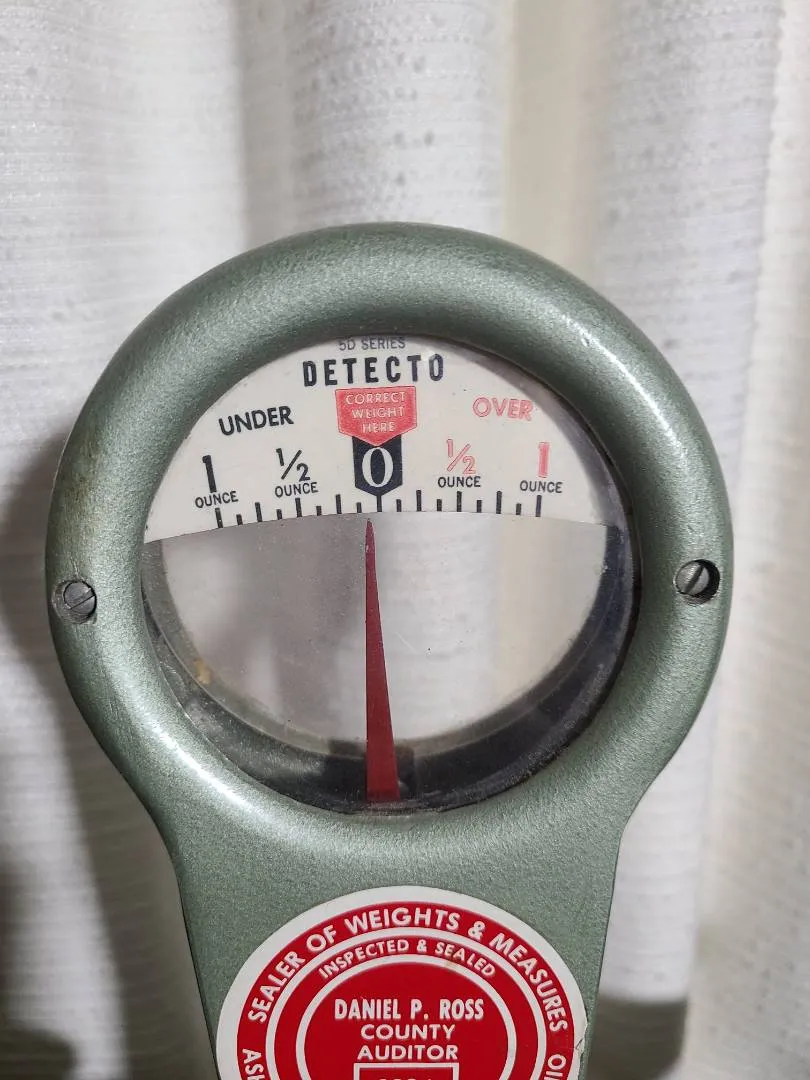 5D SERIES
DETECTO
CORRECT
WEIGHT
HERE
UNDER
OVER
1
OUNCE
1/2
OUNCE
0
1/2
OUNCE
1
OUNCE
SEALER OF WEIGHTS & MEASURES
INSPECTED & SEALED
DANIEL P. ROSS
COUNTY
AUDITOR